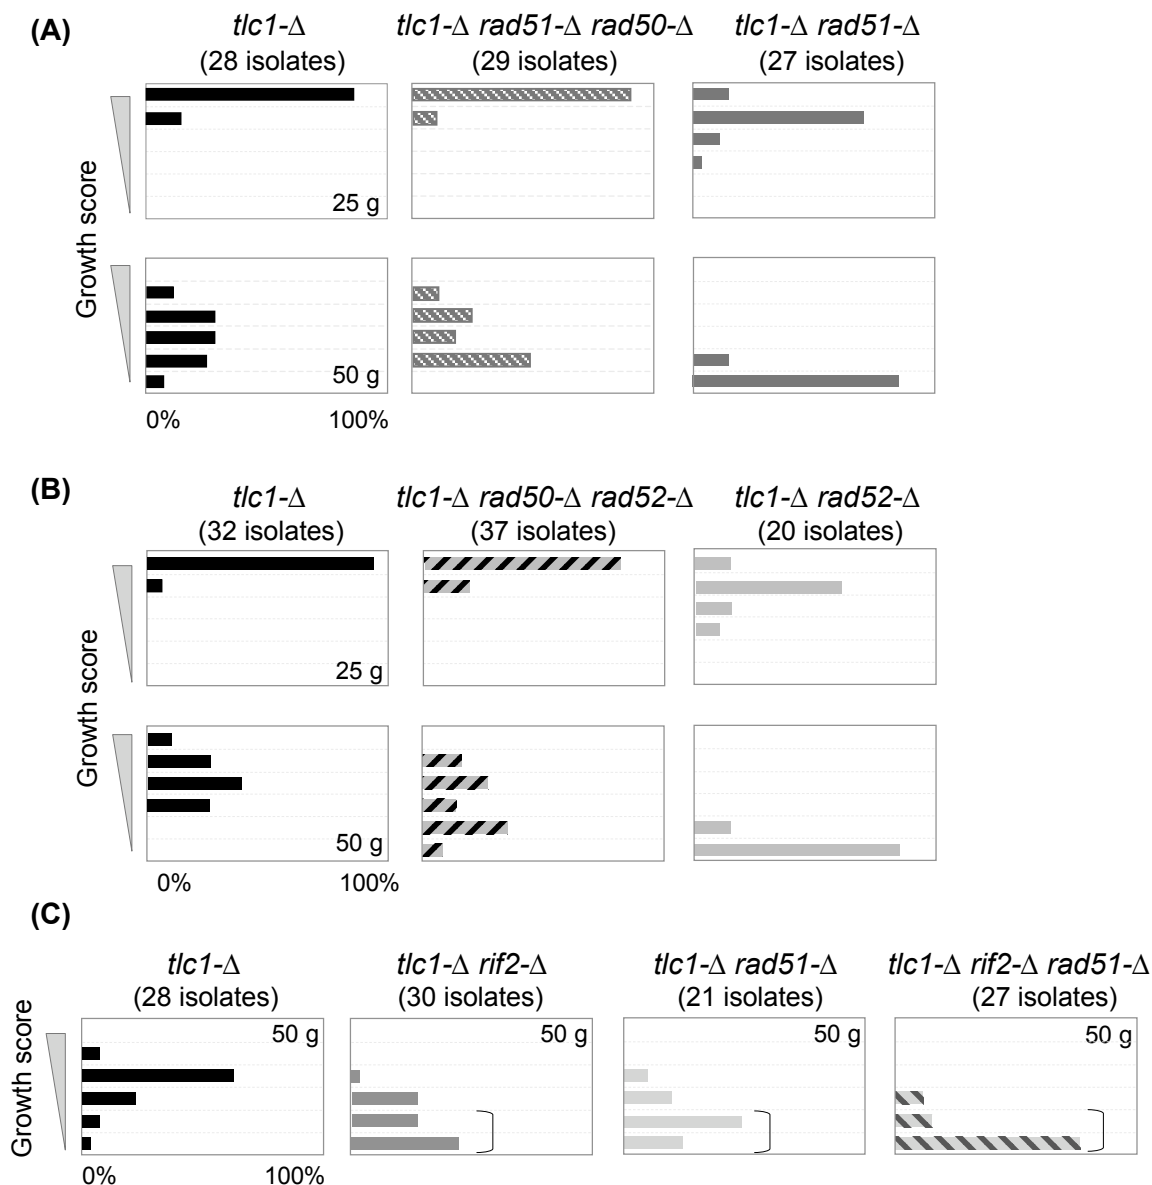 (A)
tlc1-Δ
(28 isolates)
tlc1-Δ rad51-Δ rad50-Δ
(29 isolates)
tlc1-Δ rad51-Δ
(27 isolates)
Growth score
25 g
50 g
0% 100%
(B)
tlc1-Δ
(32 isolates)
tlc1-Δ rad50-Δ rad52-Δ
(37 isolates)
tlc1-Δ rad52-Δ
(20 isolates)
Growth score
25 g
50 g
0% 100%
(C)
tlc1-Δ
(28 isolates)
tlc1-Δ rif2-Δ
(30 isolates)
tlc1-Δ rad51-Δ
(21 isolates)
tlc1-Δ rif2-Δ rad51-Δ
(27 isolates)
Growth score
50 g
50 g
50 g
50 g
0% 100%